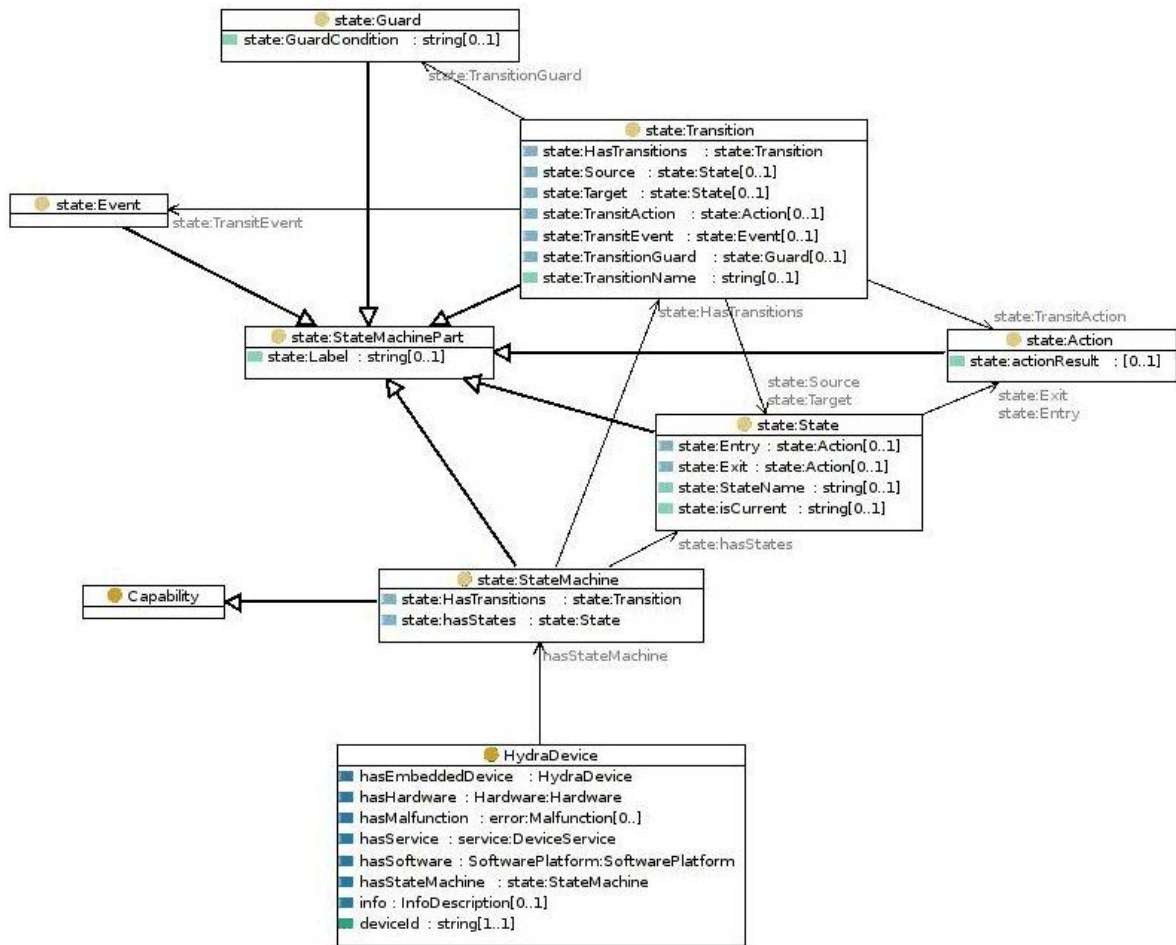 state:Guard
state:GuardCondition : string[0..1]
state:TransitionGuard
state:Transition
state:HasTransitions : state:Transition
state:Source : state:State[0..1]
state:Target : state:State[0..1]
state:TransitAction : state:Action[0..1]
state:TransitEvent : state:Event[0..1]
state:TransitionGuard : state:Guard[0..1]
state:TransitionName : string[0..1]
state:Event
state:TransitEvent
state:HasTransitions
state:TransitAction
state:StateMachinePart
state:Label : string[0..1]
state:Action
state:actionResult : [0..1]
state:Source
state:Target
state:Exit
state:Entry
state:State
state:Entry : state:Action[0..1]
state:Exit : state:Action[0..1]
state:StateName : string[0..1]
state:isCurrent : string[0..1]
state:hasStates
state:StateMachine
state:HasTransitions : state:Transition
state:hasStates : state:State
Capability
hasStateMachine
HydraDevice
hasEmbeddedDevice : HydraDevice
hasHardware : Hardware:Hardware
hasMalfunction : error:Malfunction[0..]
hasService : service:DeviceService
hasSoftware : SoftwarePlatform:SoftwarePlatform
hasStateMachine : state:StateMachine
info : InfoDescription[0..1]
deviceId : string[1..1]